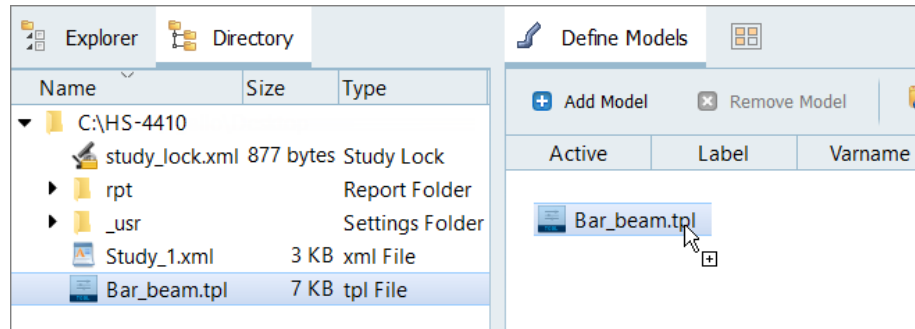 Explorer Directory
Name Size Type
C:\HS-4410
study_lock.xml 877 bytes Study Lock
rpt Report Folder
_usr Settings Folder
Study_1.xml 3 KB xml File
Bar_beam.tpl 7 KB tpl File
Define Models
Add Model Remove Model
Active Label Varname
Bar_beam.tpl